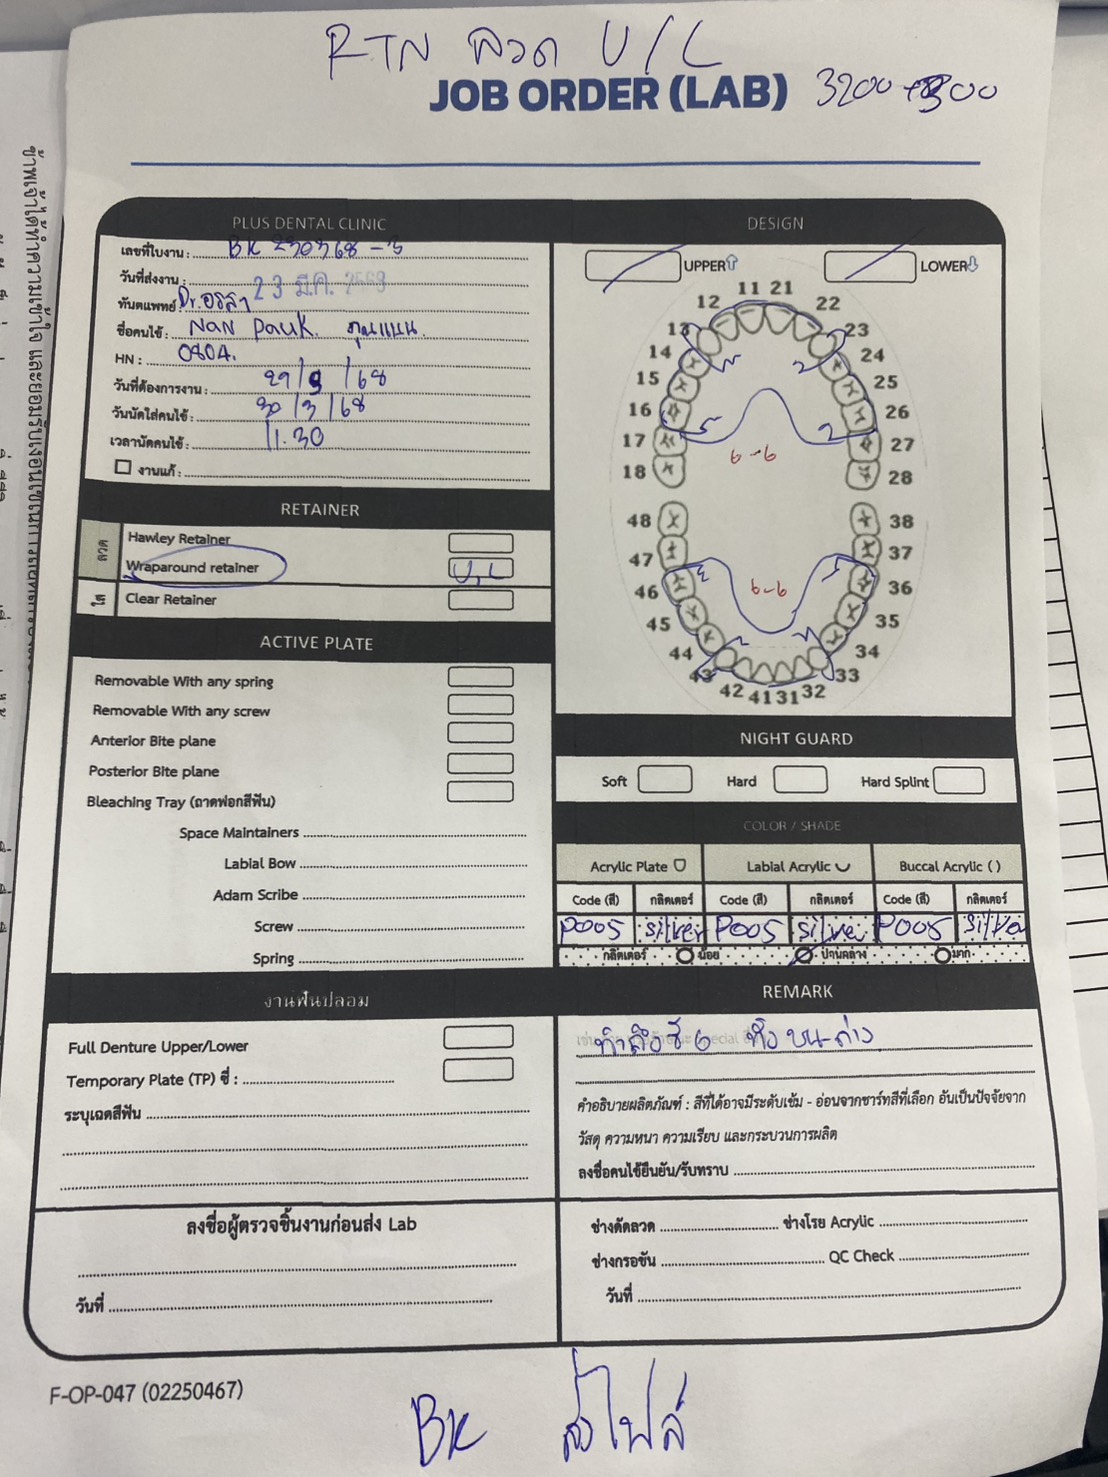 RTN ลวด U/L
JOB ORDER (LAB) 3200
PLUS DENTAL CLINIC
เลขที่ใบงาน : BK 230368-3
วันที่ส่งงาน : 23 มี.ค. 2568
ทันตแพทย์ Dr.อรสา
ชื่อคนไข้ : NAN Pauk.
HN : 0804.
วันที่ต้องการงาน : 29/3/68
วันนัดใส่คนไข้ : 30/3/68
เวลานัดคนไข้ : 11.30
งานแก้ :
DESIGN
UPPER LOWER
11 21
12 22
13 23
14 24
15 25
16 26
17 27
18 28
6-6
48 38
47 37
46 36
6-6
45 35
44 34
43 33
42 41 31 32
RETAINER
ลวด
Hawley Retainer
Wraparound retainer U, L
ใส
Clear Retainer
ACTIVE PLATE
Removable With any spring
Removable With any screw
Anterior Bite plane
Posterior Bite plane
Bleaching Tray (ถาดฟอกสีฟัน)
Space Maintainers
Labial Bow
Adam Scribe
Screw
Spring
NIGHT GUARD
Soft Hard Hard Splint
COLOR / SHADE
Acrylic Plate Labial Acrylic Buccal Acrylic ( )
Code (สี) กลิตเตอร์ Code (สี) กลิตเตอร์ Code (สี) กลิตเตอร์
P005 silver P005 silver P005 silver
กลิตเตอร์ น้อย ปานกลาง มาก
งานฟันปลอม
Full Denture Upper/Lower
Temporary Plate (TP) ซี่ :
ระบุเฉดสีฟัน
REMARK
ทำถึงซี่ 6 ทั้งบน-ล่าง
คำอธิบายผลิตภัณฑ์ : สีที่ได้อาจมีระดับเข้ม - อ่อนจากชาร์ทสีที่เลือก อันเป็นปัจจัยจาก
วัสดุ ความหนา ความเรียบ และกระบวนการผลิต
ลงชื่อคนไข้ยืนยัน/รับทราบ
ลงชื่อผู้ตรวจชิ้นงานก่อนส่ง Lab
วันที่
ช่างดัดลวด ช่างโรย Acrylic
ช่างกรอขัน QC Check
วันที่
F-OP-047 (02250467)
BK ส่งไฟล์